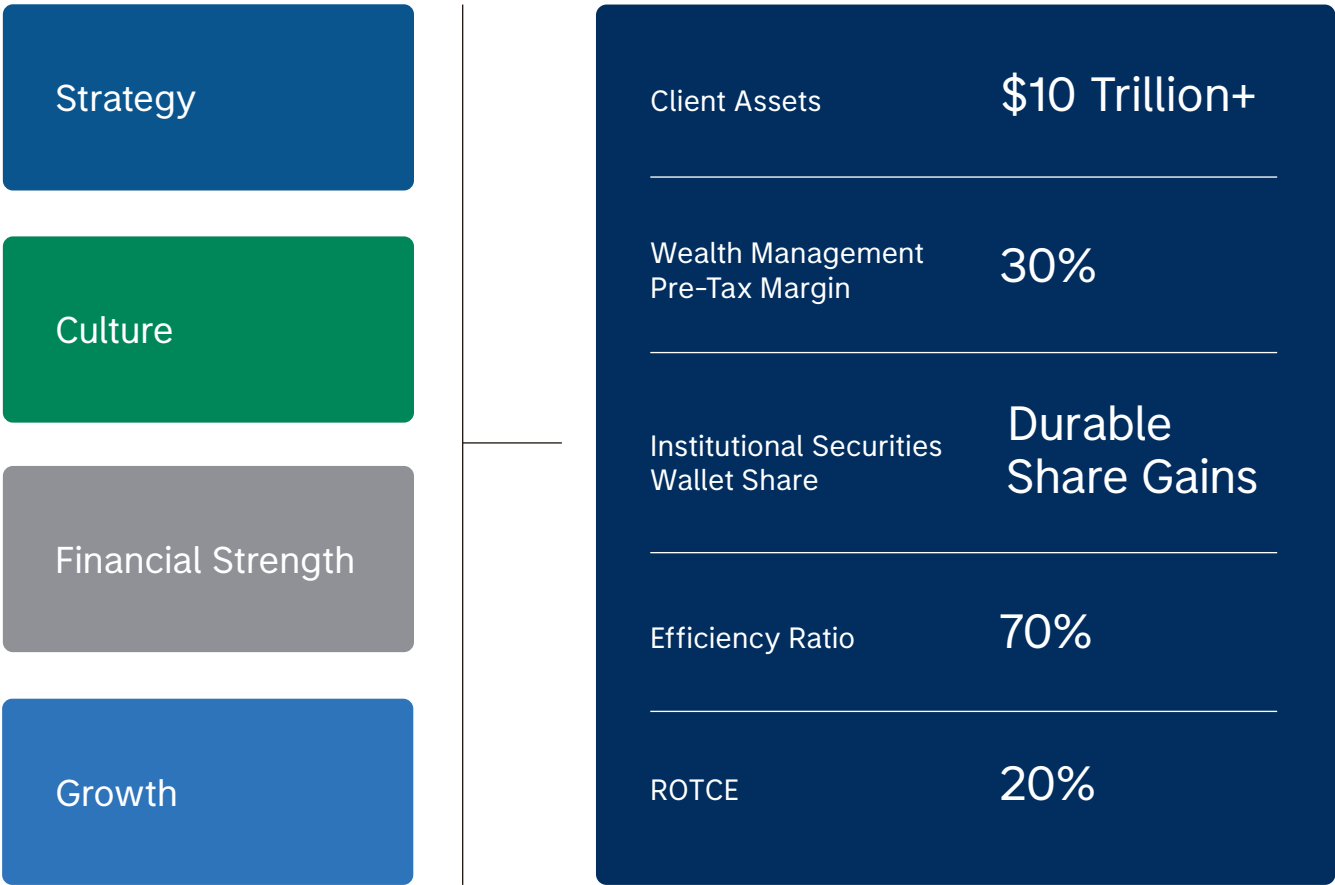 Strategy
Culture
Financial Strength
Growth
Client Assets
$10 Trillion+
Wealth Management
Pre-Tax Margin
30%
Institutional Securities
Wallet Share
Durable
Share Gains
Efficiency Ratio
70%
ROTCE
20%